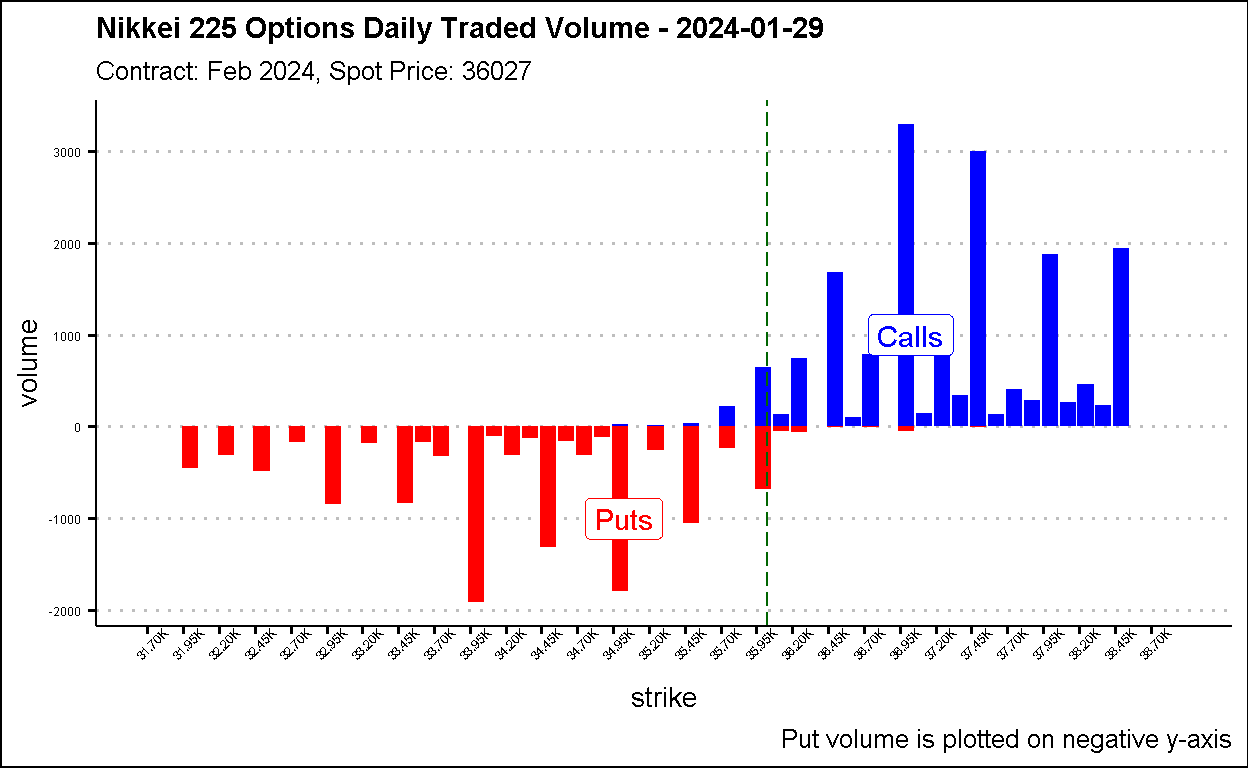 Nikkei 225 Options Daily Traded Volume - 2024-01-29
Contract: Feb 2024, Spot Price: 36027
3000
2000
1000
0
-1000
-2000
volume
Calls
Puts
31.70K
31.95K
32.20K
32.45K
32.70K
32.95K
33.20K
33.45K
33.70K
33.95K
34.20K
34.45K
34.70K
34.95K
35.20K
35.45K
35.70K
35.95K
36.20K
36.45K
36.70K
36.95K
37.20K
37.45K
37.70K
37.95K
38.20K
38.45K
38.70K
strike
Put volume is plotted on negative y-axis